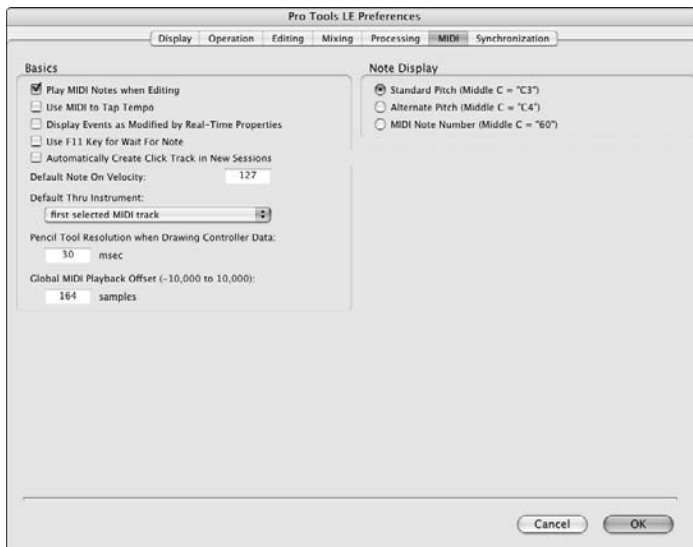 Pro Tools LE Preferences
Display Operation Editing Mixing Processing MIDI Synchronization
Basics
Play MIDI Notes when Editing
Use MIDI to Tap Tempo
Display Events as Modified by Real-Time Properties
Use F11 Key for Wait For Note
Automatically Create Click Track in New Sessions
Default Note On Velocity: 127
Default Thru Instrument:
first selected MIDI track
Pencil Tool Resolution when Drawing Controller Data:
30 msec
Global MIDI Playback Offset (-10,000 to 10,000):
164 samples
Note Display
Standard Pitch (Middle C = "C3")
Alternate Pitch (Middle C = "C4")
MIDI Note Number (Middle C = "60")
Cancel OK